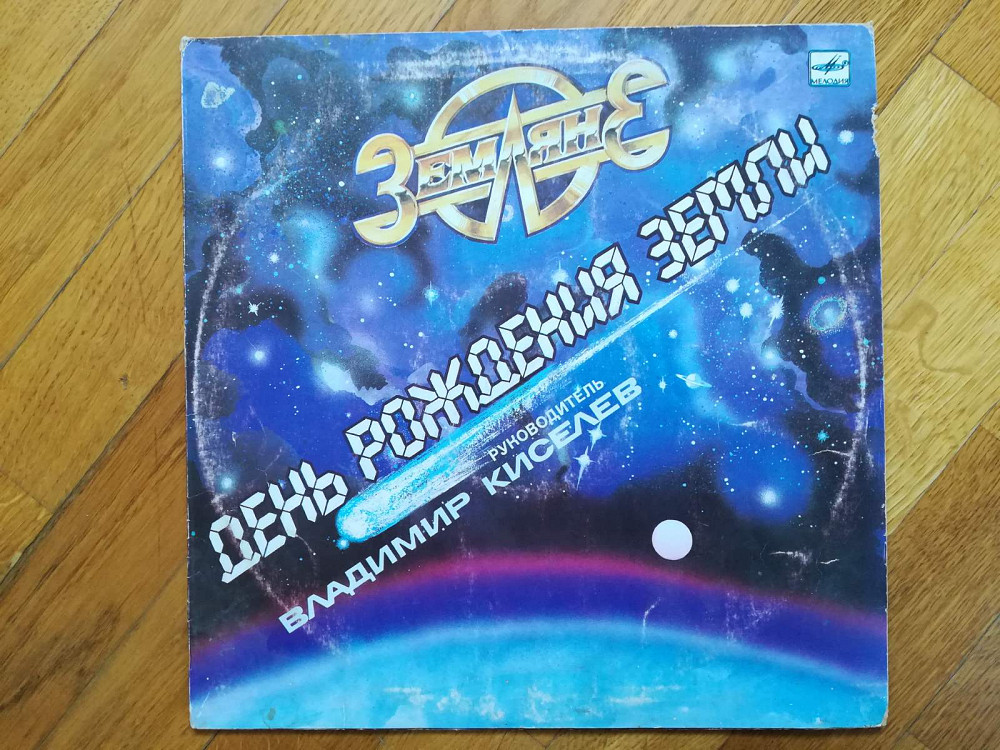 МЕЛОДИЯ
ЗЕМЛЯНЕ
ДЕНЬ РОЖДЕНИЯ ЗЕМЛИ
РУКОВОДИТЕЛЬ
ВЛАДИМИР КИСЕЛЕВ